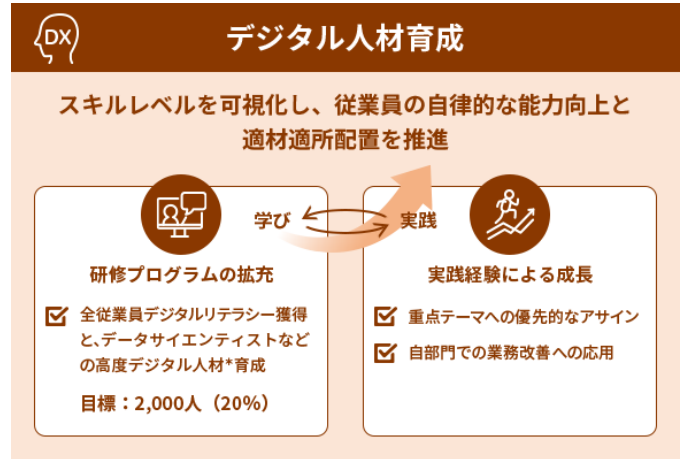 DX
デジタル人材育成
スキルレベルを可視化し、従業員の自律的な能力向上と
適材適所配置を推進
学び
実践
研修プログラムの拡充
全従業員デジタルリテラシー獲得
と、データサイエンティストなど
の高度デジタル人材*育成
目標：2,000人（20%）
実践経験による成長
重点テーマへの優先的なアサイン
自部門での業務改善への応用